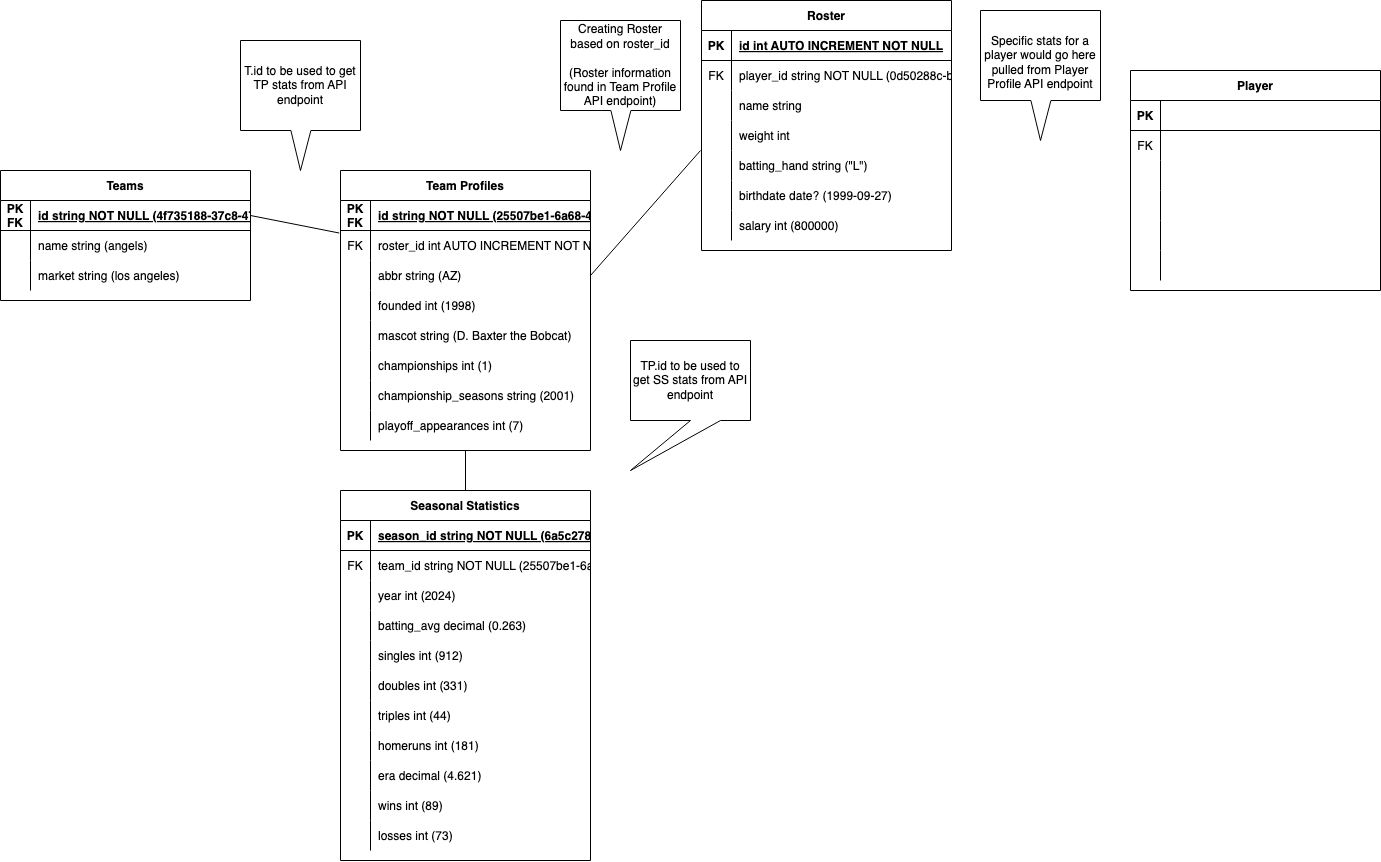 T.id to be used to get
TP stats from API
endpoint
Creating Roster
based on roster_id
(Roster information
found in Team Profile
API endpoint)
Specific stats for a
player would go here
pulled from Player
Profile API endpoint
Teams
PK
FK
id string NOT NULL (4f735188-37c8-4
name string (angels)
market string (los angeles)
Team Profiles
PK
FK
id string NOT NULL (25507be1-6a68-4
FK
roster_id int AUTO INCREMENT NOT N
abbr string (AZ)
founded int (1998)
mascot string (D. Baxter the Bobcat)
championships int (1)
championship_seasons string (2001)
playoff_appearances int (7)
Roster
PK
id int AUTO INCREMENT NOT NULL
FK
player_id string NOT NULL (0d50288c-b
name string
weight int
batting_hand string ("L")
birthdate date? (1999-09-27)
salary int (800000)
Player
PK
FK
TP.id to be used to
get SS stats from API
endpoint
Seasonal Statistics
PK
season_id string NOT NULL (6a5c278
FK
team_id string NOT NULL (25507be1-6a
year int (2024)
batting_avg decimal (0.263)
singles int (912)
doubles int (331)
triples int (44)
homeruns int (181)
era decimal (4.621)
wins int (89)
losses int (73)